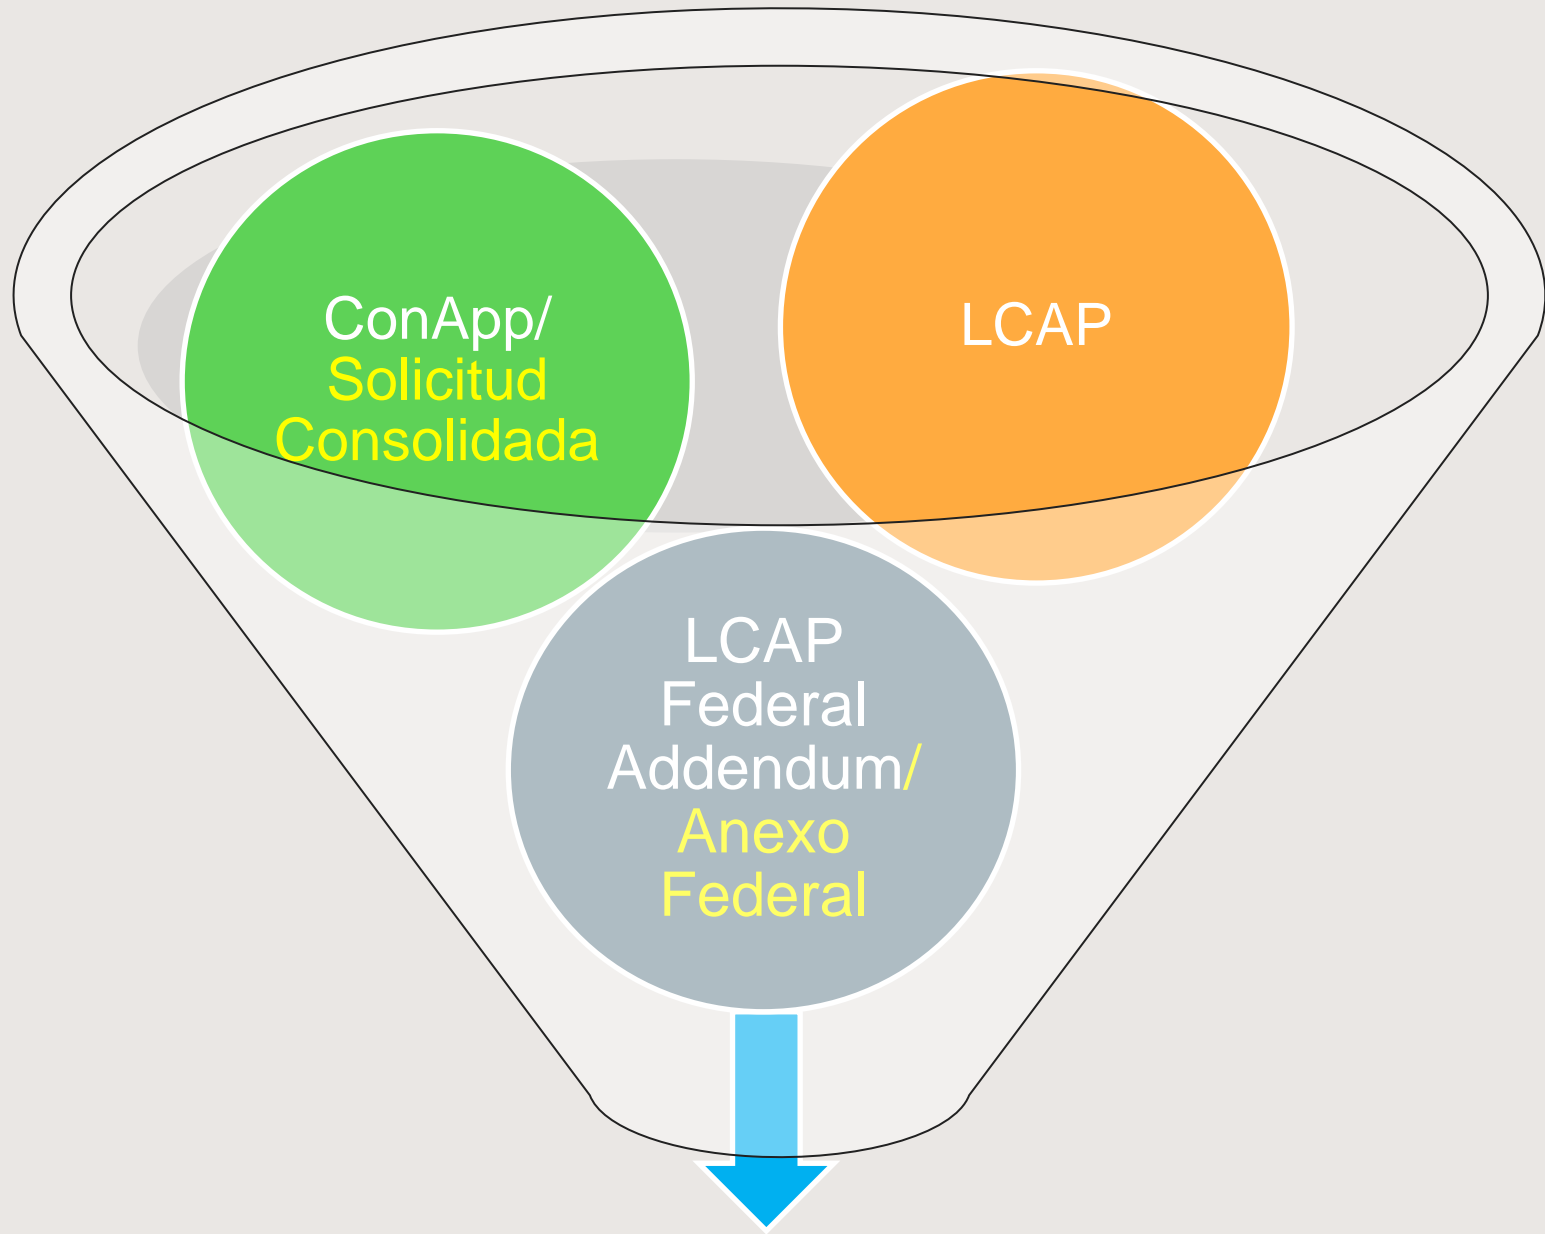 ConApp/
Solicitud
Consolidada
LCAP
LCAP
Federal
Addendum/
Anexo
Federal